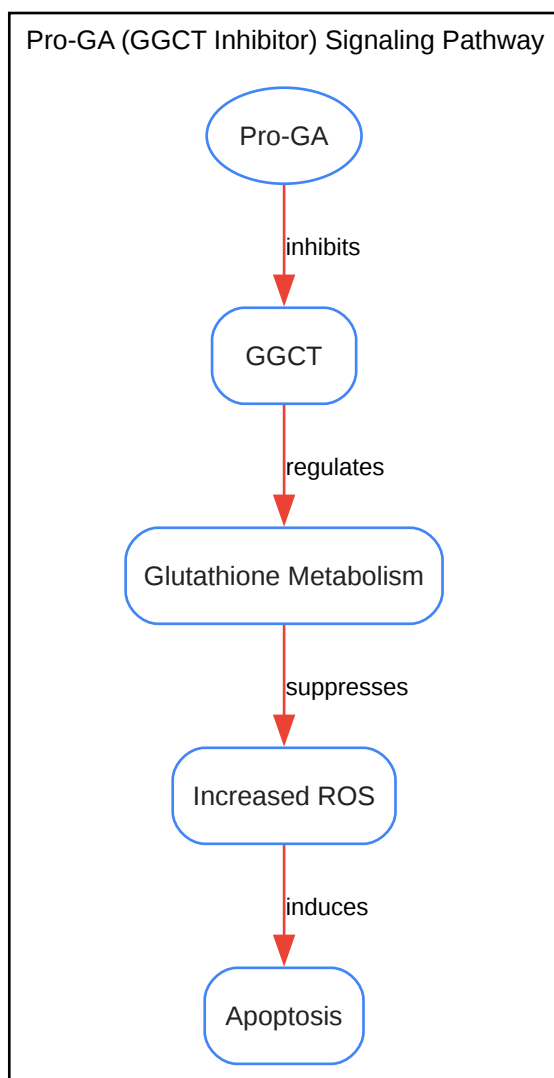 Pro-GA (GGCT Inhibitor) Signaling Pathway
Pro-GA
inhibits
GGCT
regulates
Glutathione Metabolism
suppresses
Increased ROS
induces
Apoptosis